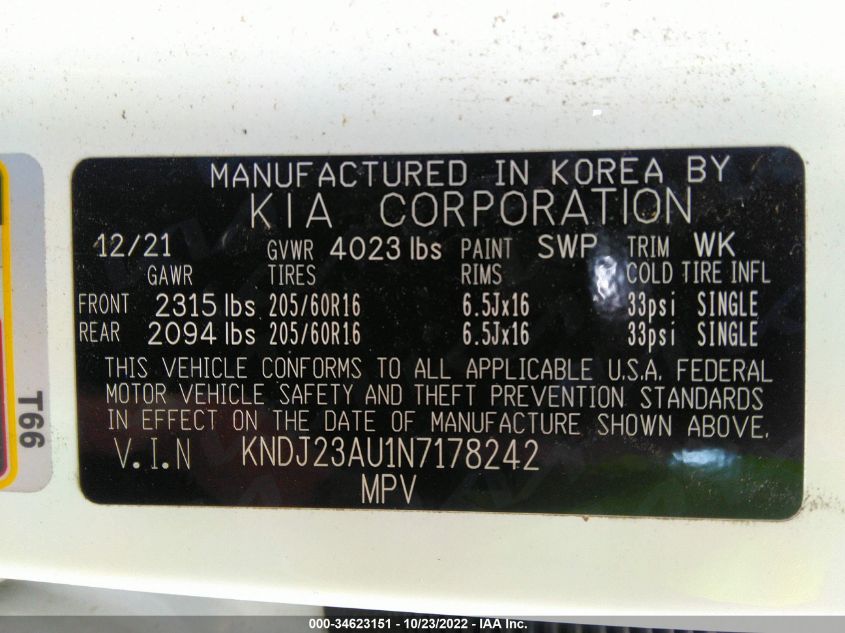 MANUFACTURED IN KOREA BY
KIA CORPORATION
12/21 GVWR 4023 lbs PAINT SWP TRIM WK
GAWR TIRES RIMS COLD TIRE INFL
FRONT 2315 lbs 205/60R16 6.5Jx16 33psi SINGLE
REAR 2094 lbs 205/60R16 6.5Jx16 33psi SINGLE
THIS VEHICLE CONFORMS TO ALL APPLICABLE U.S.A. FEDERAL
MOTOR VEHICLE SAFETY AND THEFT PREVENTION STANDARDS
IN EFFECT ON THE DATE OF MANUFACTURE SHOWN ABOVE.
V.I.N KNDJ23AU1N7178242
MPV
T66
000-34623151 - 10/23/2022 - IAA Inc.